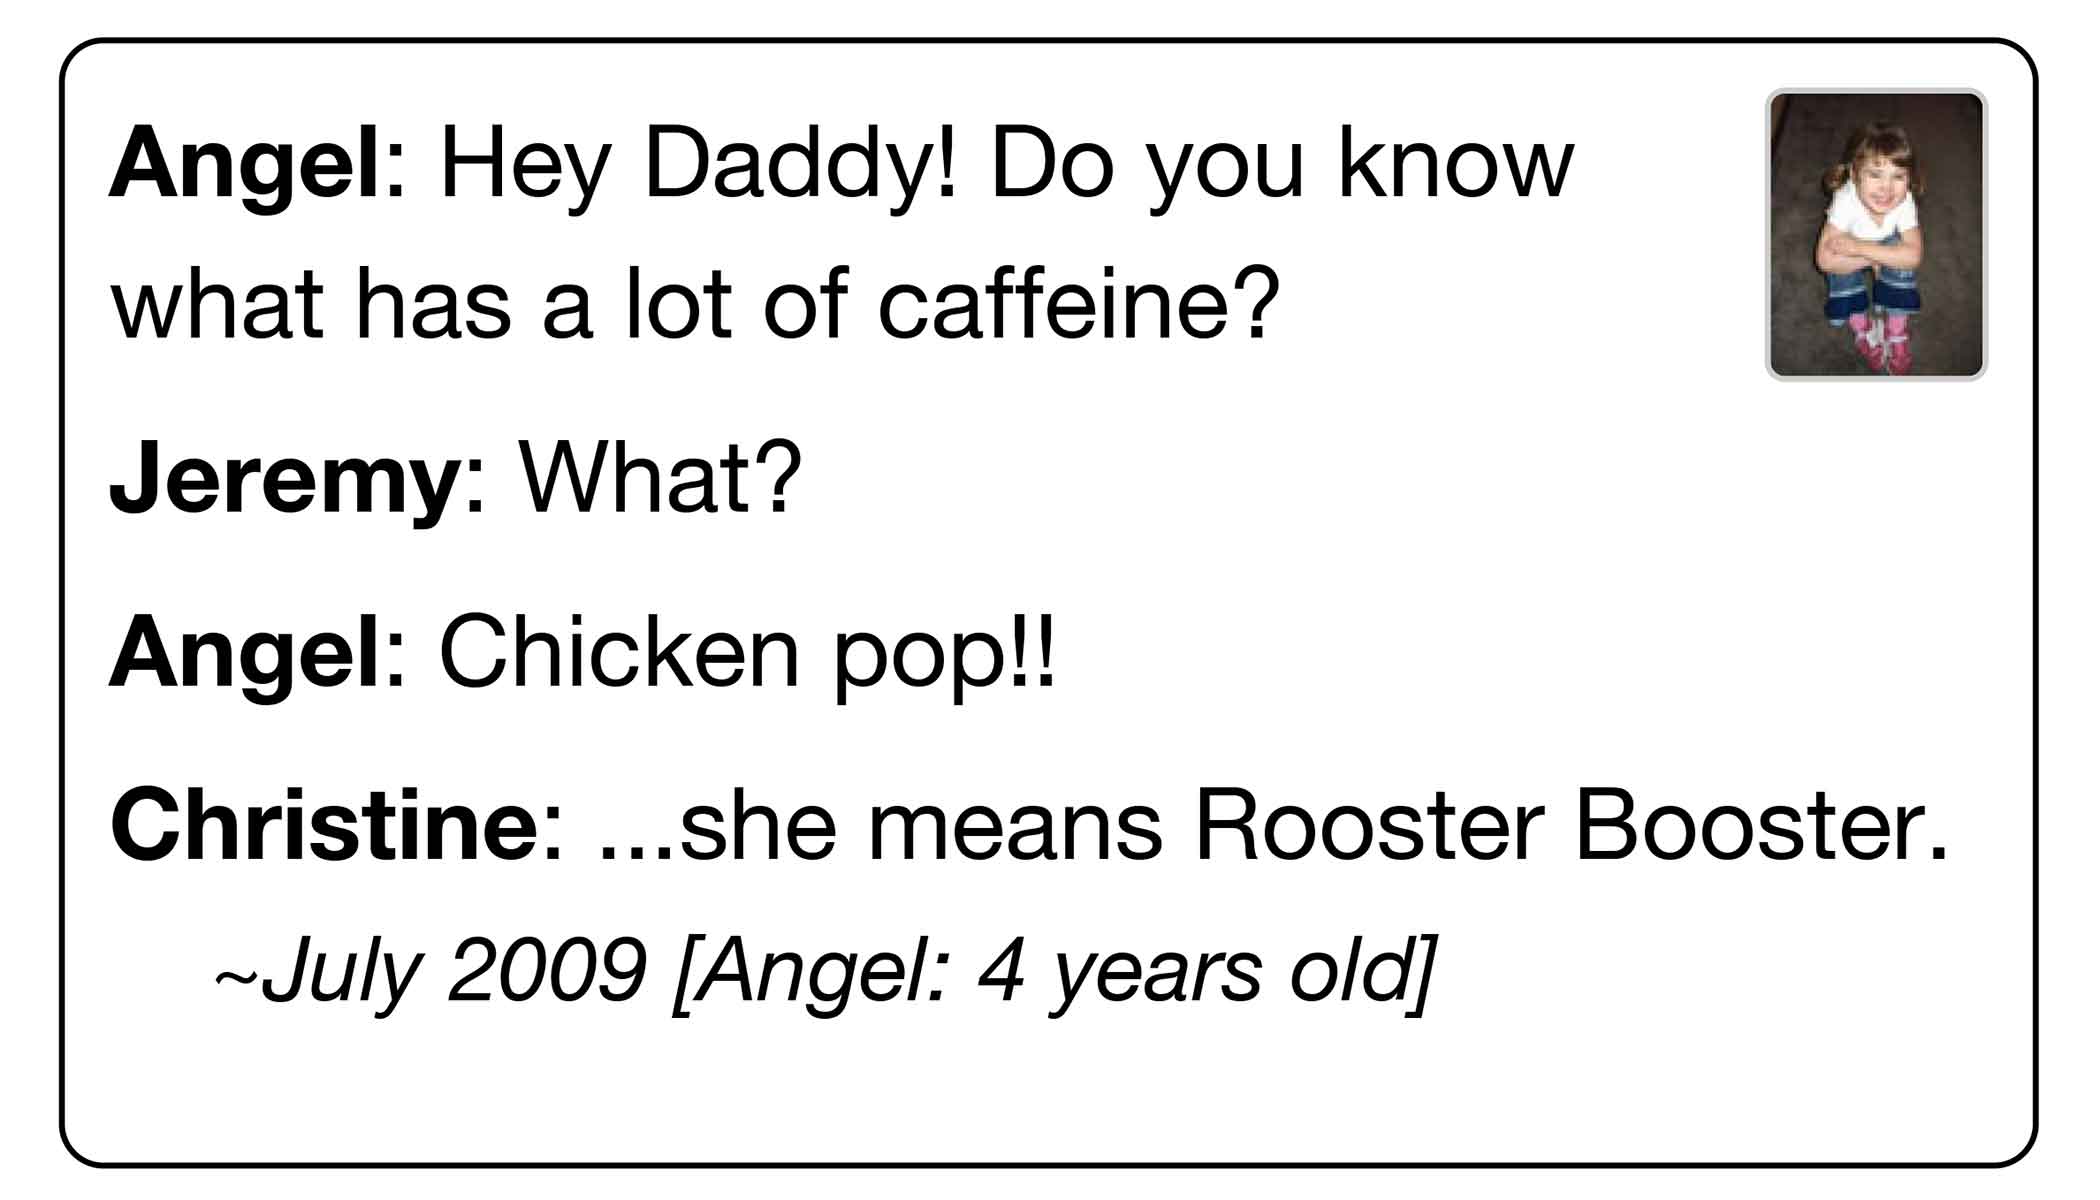 Angel: Hey Daddy! Do you know
what has a lot of caffeine?
Jeremy: What?
Angel: Chicken pop!!
Christine: ...she means Rooster Booster.
~July 2009 [Angel: 4 years old]